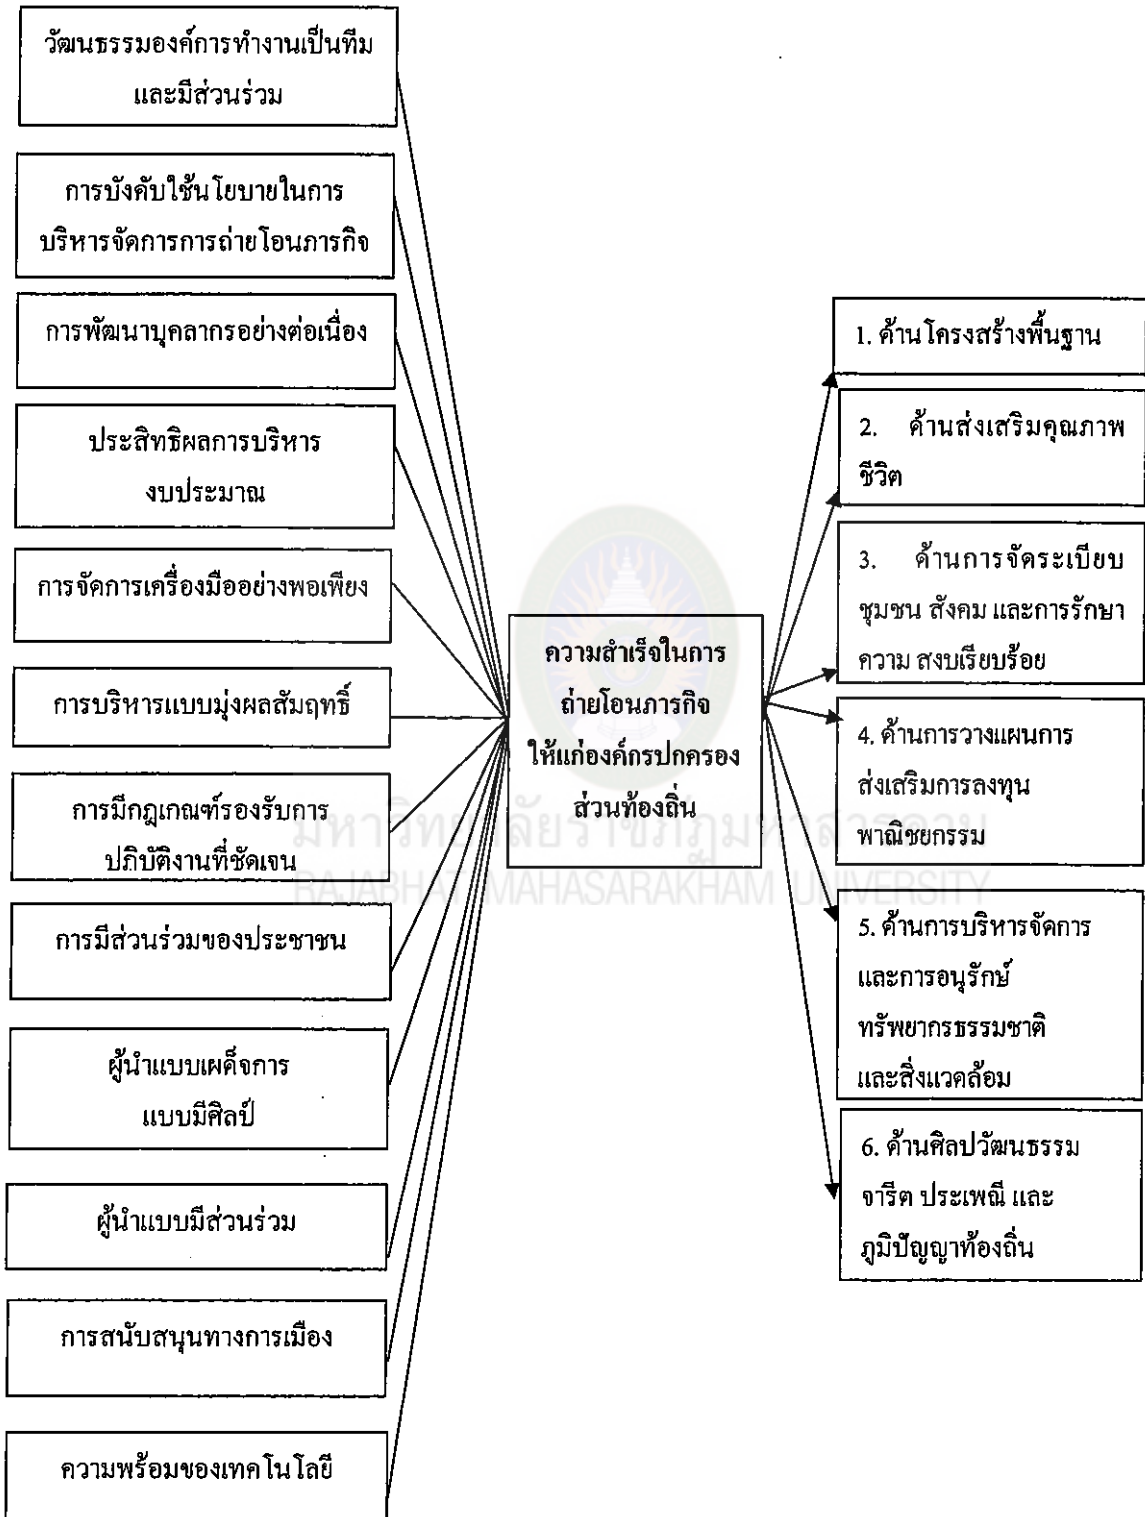 วัฒนธรรมองค์การทำงานเป็นทีม
และมีส่วนร่วม
การบังคับใช้นโยบายในการ
บริหารจัดการการถ่ายโอนภารกิจ
การพัฒนาบุคลากรอย่างต่อเนื่อง
ประสิทธิผลการบริหาร
งบประมาณ
การจัดการเครื่องมืออย่างพอเพียง
การบริหารแบบมุ่งผลสัมฤทธิ์
การมีกฎเกณฑ์รองรับการ
ปฏิบัติงานที่ชัดเจน
การมีส่วนร่วมของประชาชน
ผู้นำแบบเผด็จการ
แบบมีศิลป์
ผู้นำแบบมีส่วนร่วม
การสนับสนุนทางการเมือง
ความพร้อมของเทคโนโลยี
ความสำเร็จในการ
ถ่ายโอนภารกิจ
ให้แก่องค์กรปกครอง
ส่วนท้องถิ่น
มหาวิทยาลัยราชภัฏมหาสารคาม
RAJABHAT MAHASARAKHAM UNIVERSITY
1. ด้านโครงสร้างพื้นฐาน
2. ด้านส่งเสริมคุณภาพ
ชีวิต
3. ด้านการจัดระเบียบ
ชุมชน สังคม และการรักษา
ความ สงบเรียบร้อย
4. ด้านการวางแผนการ
ส่งเสริมการลงทุน
พาณิชยกรรม
5. ด้านการบริหารจัดการ
และการอนุรักษ์
ทรัพยากรธรรมชาติ
และสิ่งแวดล้อม
6. ด้านศิลปวัฒนธรรม
จารีต ประเพณี และ
ภูมิปัญญาท้องถิ่น